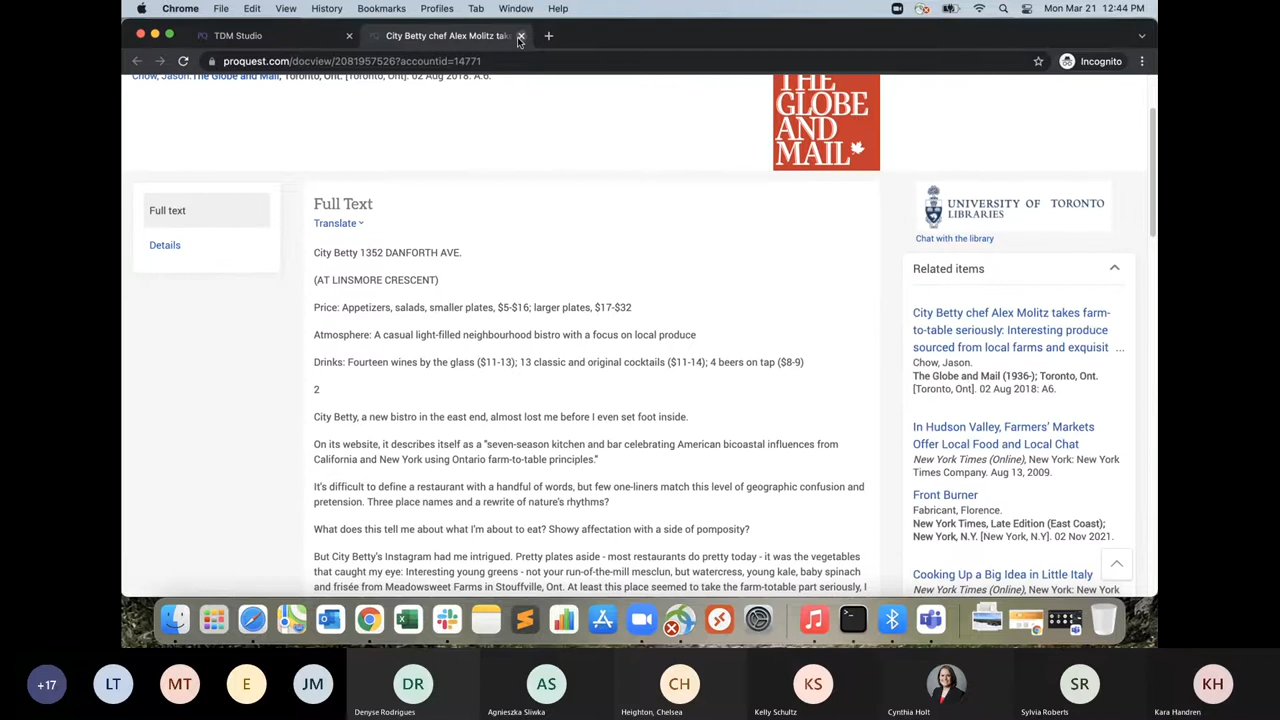 Chrome File Edit View History Bookmarks Profiles Tab Window Help Mon Mar 21 12:44 PM
TDM Studio City Betty chef Alex Molitz tak
proquest.com/docview/2081957526?accountid=14771 Incognito
Chow, Jason.The Globe and Mail, Toronto, Ont. [Toronto, Ont]. 02 Aug 2018: A.6.
THE
GLOBE
AND
MAIL
Full text
Details
Full Text
Translate
City Betty 1352 DANFORTH AVE.
(AT LINSMORE CRESCENT)
Price: Appetizers, salads, smaller plates, $5-$16; larger plates, $17-$32
Atmosphere: A casual light-filled neighbourhood bistro with a focus on local produce
Drinks: Fourteen wines by the glass ($11-13); 13 classic and original cocktails ($11-14); 4 beers on tap ($8-9)
2
City Betty, a new bistro in the east end, almost lost me before I even set foot inside.
On its website, it describes itself as a "seven-season kitchen and bar celebrating American bicoastal influences from
California and New York using Ontario farm-to-table principles."
It's difficult to define a restaurant with a handful of words, but few one-liners match this level of geographic confusion and
pretension. Three place names and a rewrite of nature's rhythms?
What does this tell me about what I'm about to eat? Showy affectation with a side of pomposity?
But City Betty's Instagram had me intrigued. Pretty plates aside - most restaurants do pretty today - it was the vegetables
that caught my eye: Interesting young greens - not your run-of-the-mill mesclun, but watercress, young kale, baby spinach
and frisée from Meadowsweet Farms in Stouffville, Ont. At least this place seemed to take the farm-totable part seriously, I
UNIVERSITY OF TORONTO
LIBRARIES
Chat with the library
Related items
City Betty chef Alex Molitz takes farm-
to-table seriously: Interesting produce
sourced from local farms and exquisit ...
Chow, Jason.
The Globe and Mail (1936-); Toronto, Ont.
[Toronto, Ont]. 02 Aug 2018: A6.
In Hudson Valley, Farmers' Markets
Offer Local Food and Local Chat
New York Times (Online), New York: New York
Times Company. Aug 13, 2009.
Front Burner
Fabricant, Florence.
New York Times, Late Edition (East Coast);
New York, N.Y. [New York, N.Y]. 02 Nov 2021.
Cooking Up a Big Idea in Little Italy
New York Times (Online), New York: New York
+17 LT MT E JM DR AS CH KS SR KH
Denyse Rodrigues Agnieszka Sliwka Heighton, Chelsea Kelly Schultz Cynthia Holt Sylvia Roberts Kara Handren